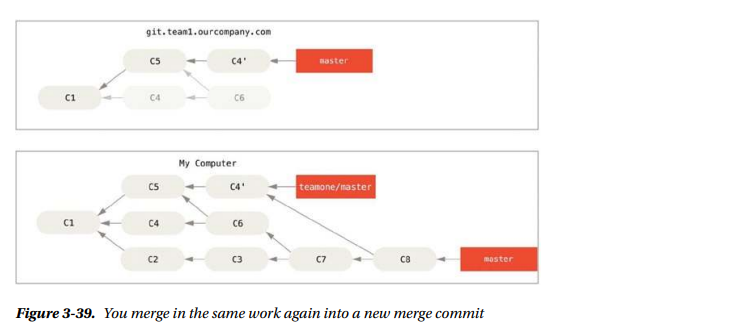 git.team1.ourcompany.com
C5 C4' master
C1 C4 C6
My Computer
C5 C4' teamone/master
C1 C4 C6
C2 C3 C7 C8 master
Figure 3-39. You merge in the same work again into a new merge commit